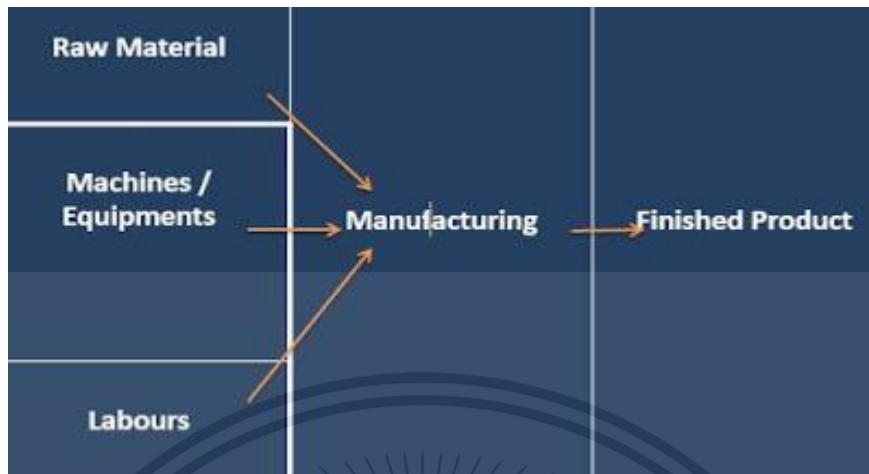 Raw Material
Machines /
Equipments
Manufacturing
Finished Product
Labours